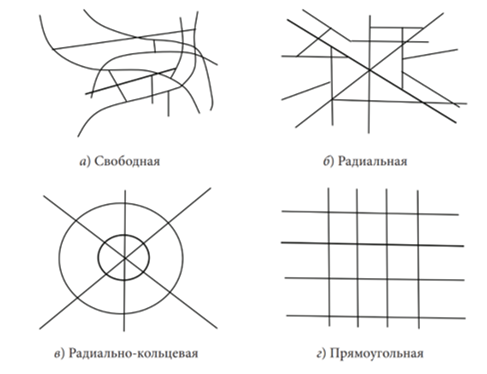 а) Свободная
б) Радиальная
в) Радиально-кольцевая
г) Прямоугольная